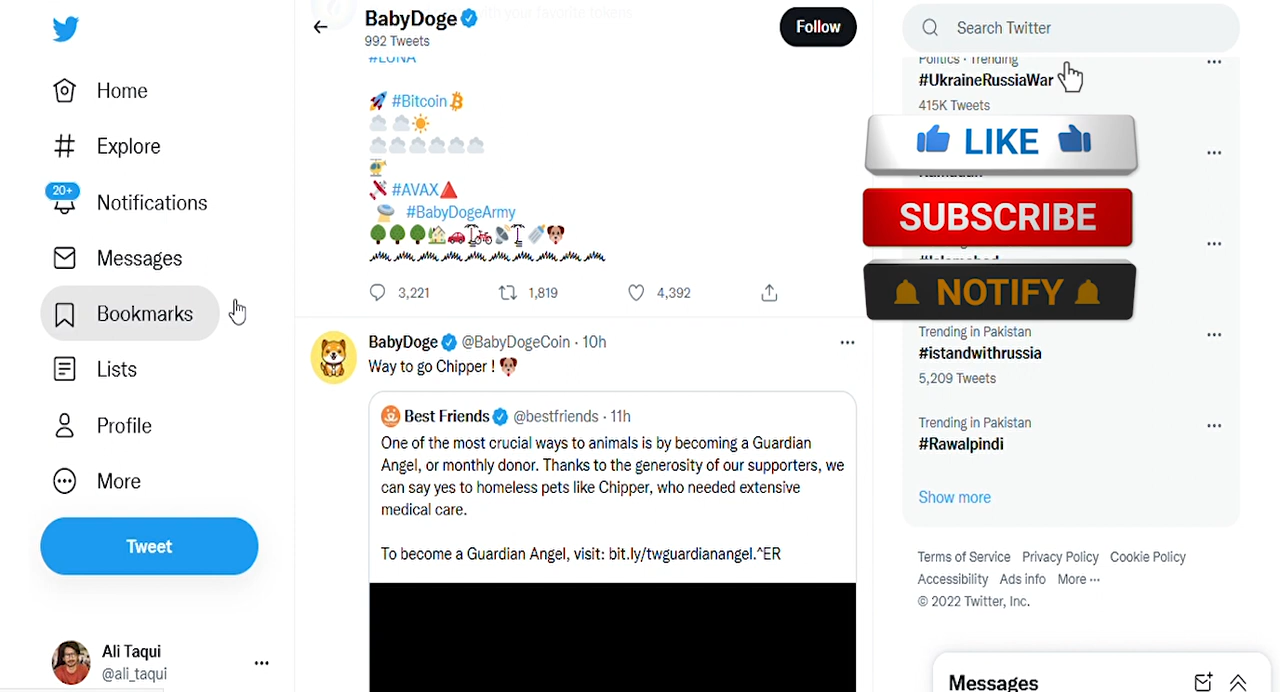 BabyDoge
992 Tweets
Follow
Search Twitter
Home
Explore
20+
Notifications
Messages
Bookmarks
Lists
Profile
More
Tweet
Ali Taqui
@ali_taqui
with your favorite tokens
#LUNA
#Bitcoin
#AVAX
#BabyDogeArmy
3,221
1,819
4,392
BabyDoge @BabyDogeCoin · 10h
Way to go Chipper !
Best Friends @bestfriends · 11h
One of the most crucial ways to animals is by becoming a Guardian
Angel, or monthly donor. Thanks to the generosity of our supporters, we
can say yes to homeless pets like Chipper, who needed extensive
medical care.
To become a Guardian Angel, visit: bit.ly/twguardianangel.^ER
Politics · Trending
#UkraineRussiaWar
415K Tweets
LIKE
SUBSCRIBE
#Islamabad
NOTIFY
Trending in Pakistan
#istandwithrussia
5,209 Tweets
Trending in Pakistan
#Rawalpindi
Show more
Terms of Service Privacy Policy Cookie Policy
Accessibility Ads info More ···
© 2022 Twitter, Inc.
Messages